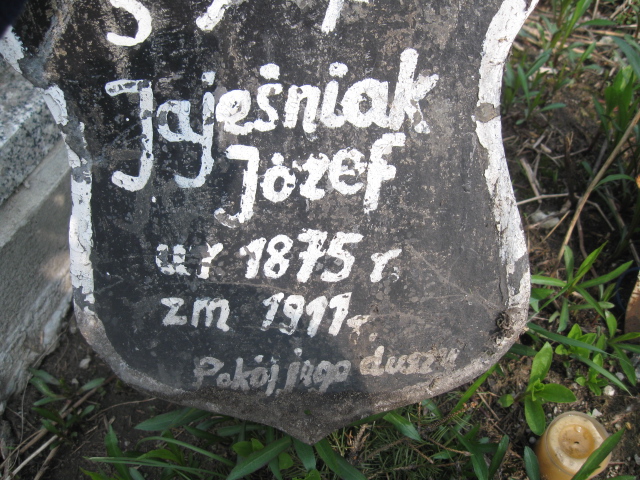 Jajeśniak
Józef
ur 1875 r
zm 1911 r.
Pokój jego duszy